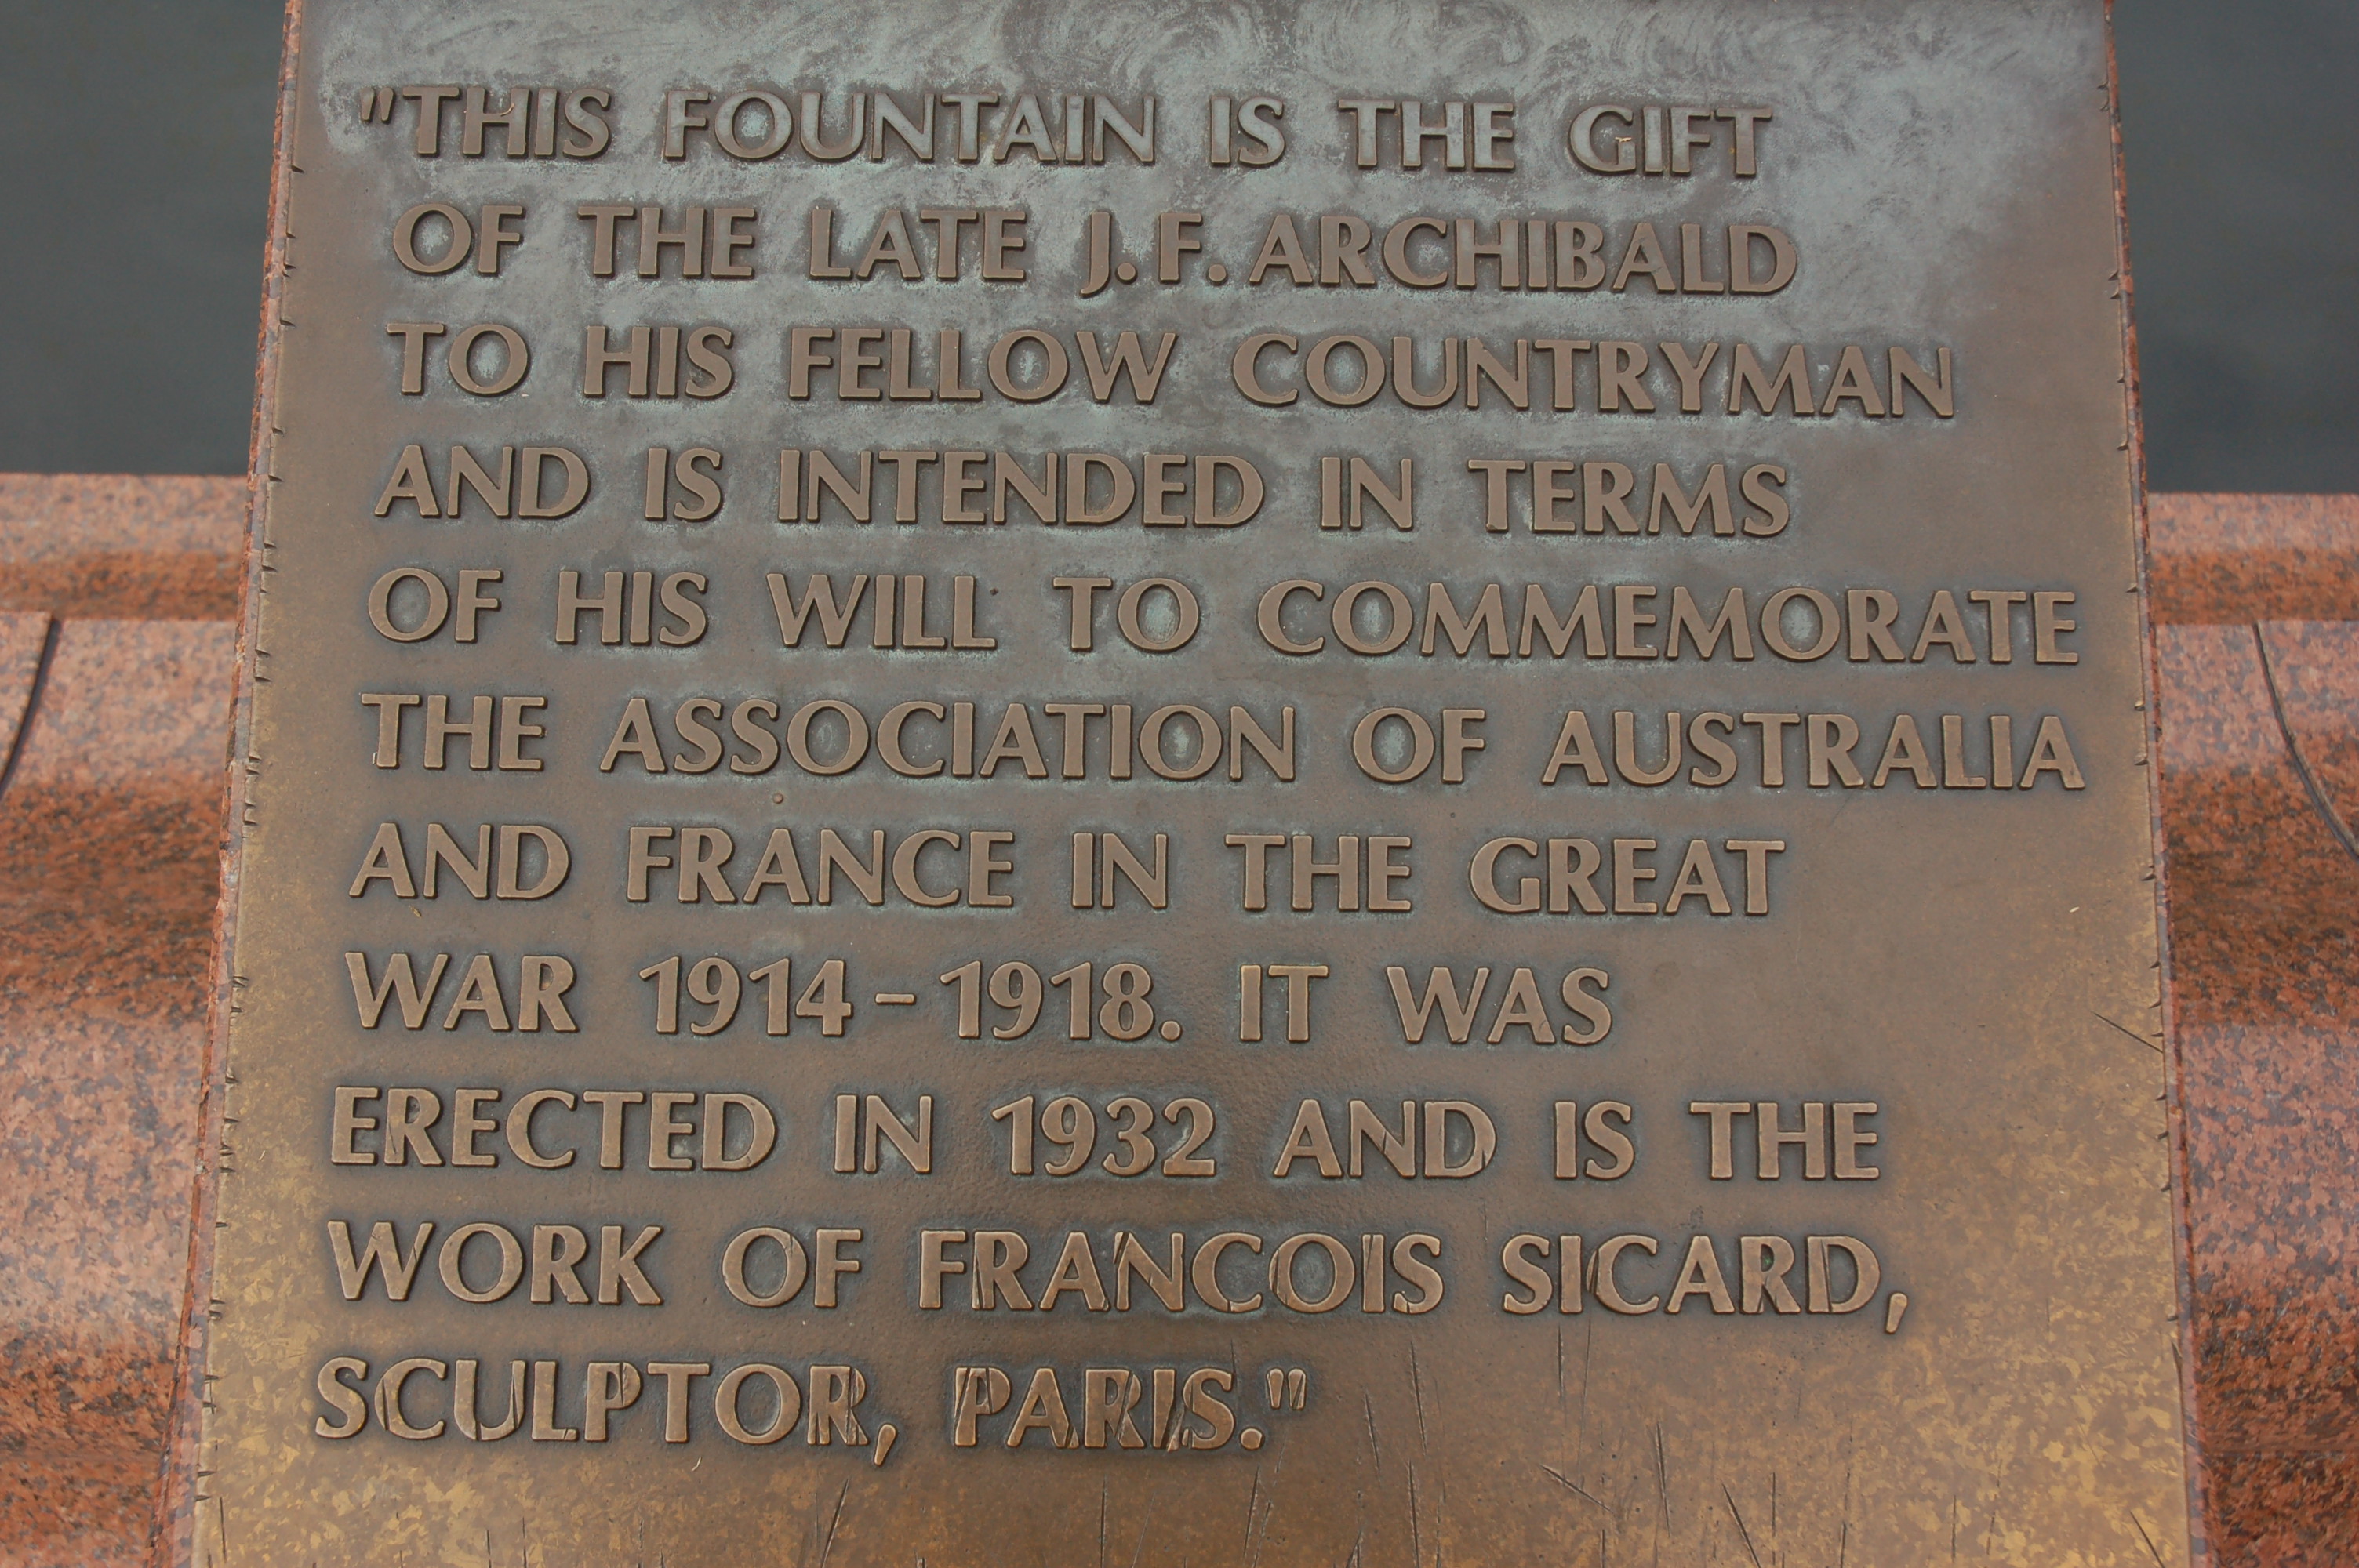 "THIS FOUNTAIN IS THE GIFT
OF THE LATE J.F. ARCHIBALD
TO HIS FELLOW COUNTRYMAN
AND IS INTENDED IN TERMS
OF HIS WILL TO COMMEMORATE
THE ASSOCIATION OF AUSTRALIA
AND FRANCE IN THE GREAT
WAR 1914-1918. IT WAS
ERECTED IN 1932 AND IS THE
WORK OF FRANCOIS SICARD,
SCULPTOR, PARIS."